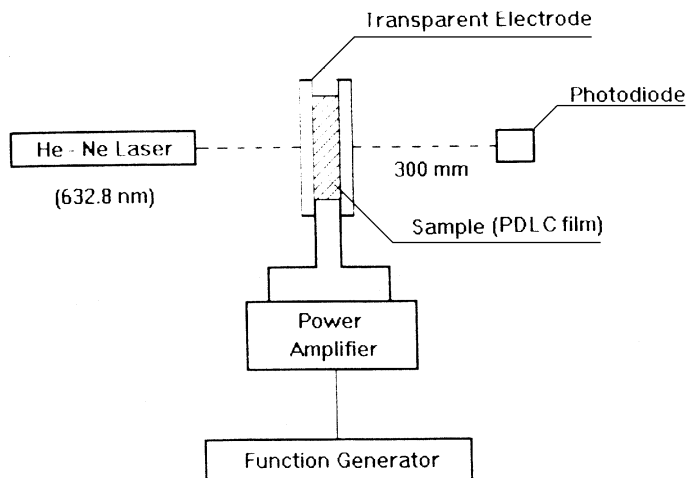 Transparent Electrode
Photodiode
He - Ne Laser
300 mm
(632.8 nm)
Sample (PDLC film)
Power
Amplifier
Function Generator